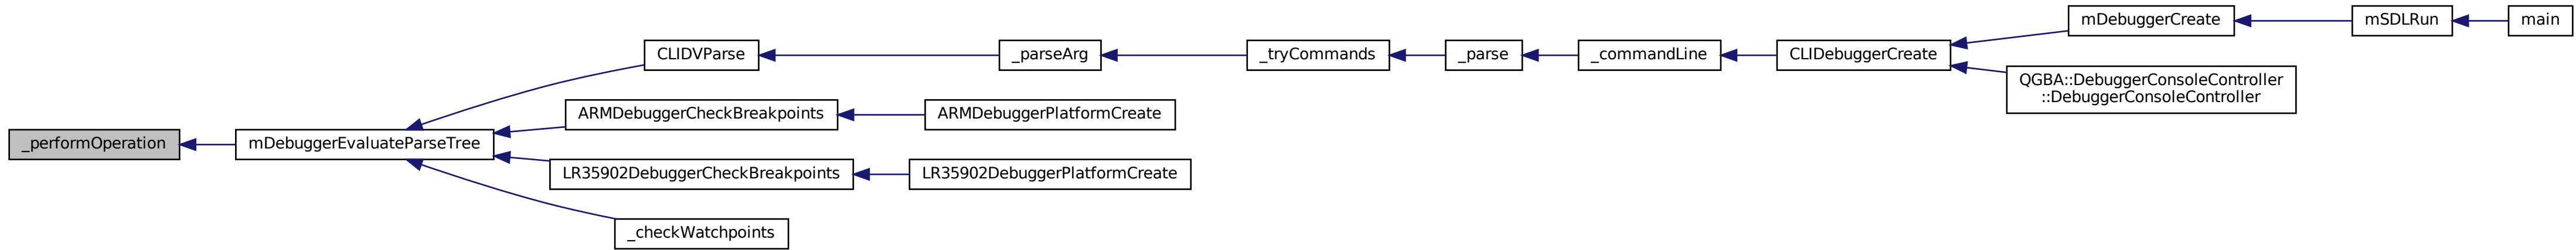 mDebuggerCreate
mSDLRun
main
CLIDVParse
_parseArg
_tryCommands
_parse
_commandLine
CLIDebuggerCreate
QGBA::DebuggerConsoleController
::DebuggerConsoleController
ARMDebuggerCheckBreakpoints
ARMDebuggerPlatformCreate
_performOperation
mDebuggerEvaluateParseTree
LR35902DebuggerCheckBreakpoints
LR35902DebuggerPlatformCreate
_checkWatchpoints